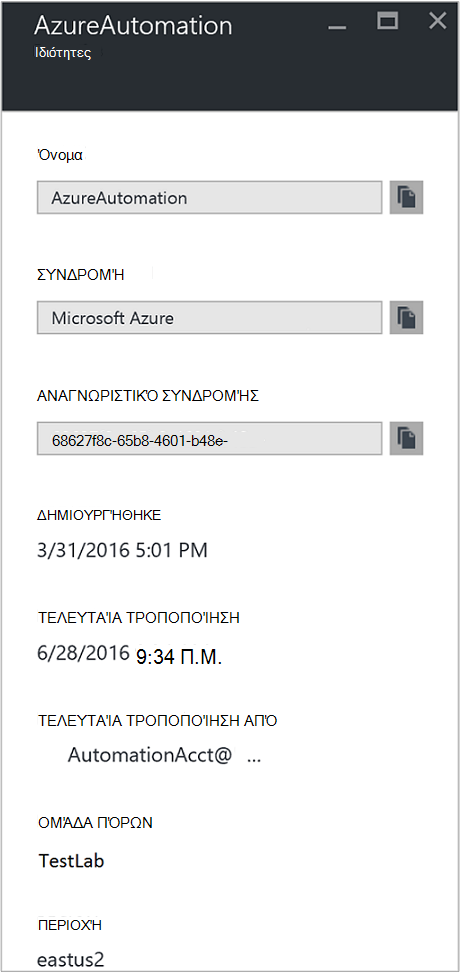 AzureAutomation
Ιδιότητες
Όνομα
AzureAutomation
ΣΥΝΔΡΟΜΉ
Microsoft Azure
ΑΝΑΓΝΩΡΙΣΤΙΚΌ ΣΥΝΔΡΟΜΉΣ
68627f8c-65b8-4601-b48e-
ΔΗΜΙΟΥΡΓΉΘΗΚΕ
3/31/2016 5:01 PM
ΤΕΛΕΥΤΑΊΑ ΤΡΟΠΟΠΟΊΗΣΗ
6/28/2016 9:34 Π.Μ.
ΤΕΛΕΥΤΑΊΑ ΤΡΟΠΟΠΟΊΗΣΗ ΑΠΌ
AutomationAcct@ ...
ΟΜΆΔΑ ΠΌΡΩΝ
TestLab
ΠΕΡΙΟΧΉ
eastus2